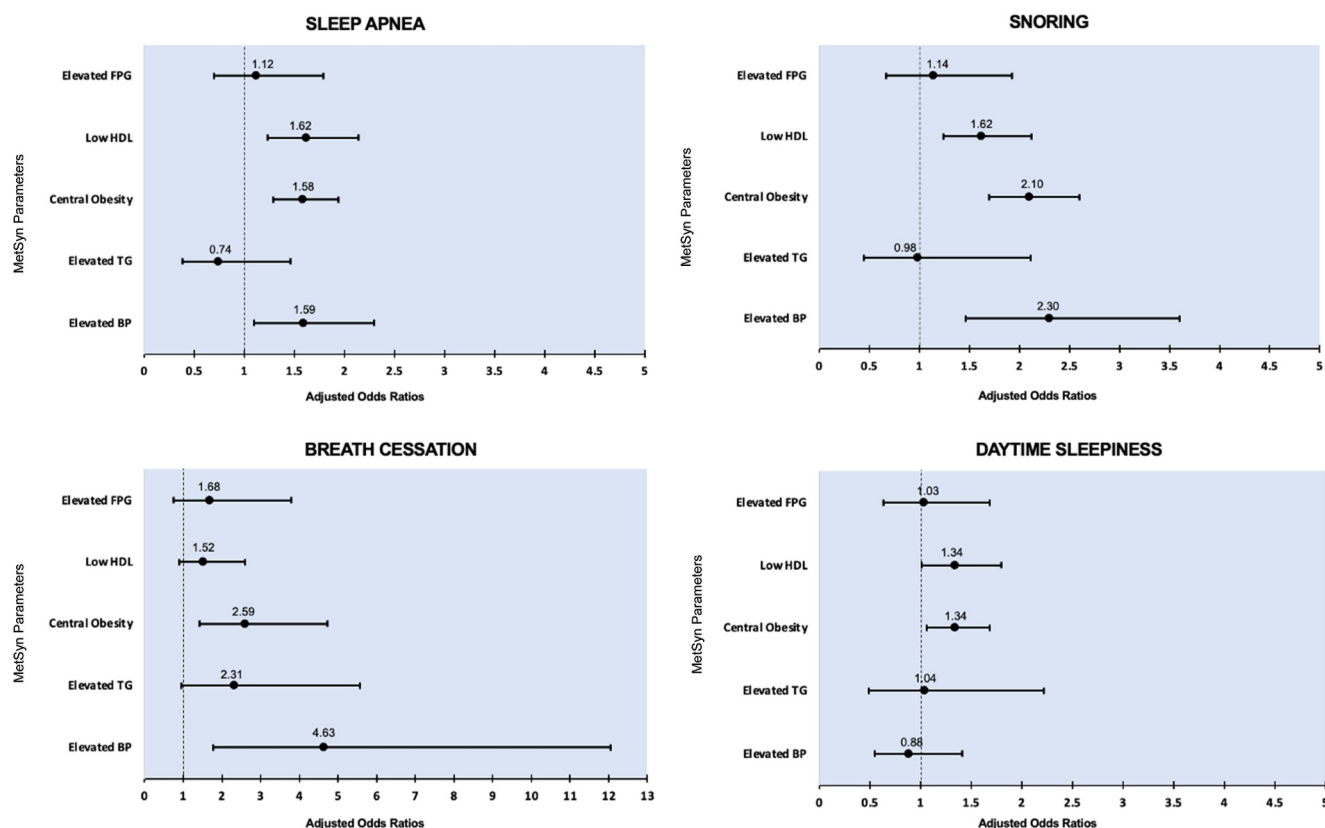 SLEEP APNEA
MetSyn Parameters
Elevated FPG
1.12
Low HDL
1.62
Central Obesity
1.58
Elevated TG
0.74
Elevated BP
1.59
0 0.5 1 1.5 2 2.5 3 3.5 4 4.5 5
Adjusted Odds Ratios
SNORING
MetSyn Parameters
Elevated FPG
1.14
Low HDL
1.62
Central Obesity
2.10
Elevated TG
0.98
Elevated BP
2.30
0 0.5 1 1.5 2 2.5 3 3.5 4 4.5 5
Adjusted Odds Ratios
BREATH CESSATION
MetSyn Parameters
Elevated FPG
1.68
Low HDL
1.52
Central Obesity
2.59
Elevated TG
2.31
Elevated BP
4.63
0 1 2 3 4 5 6 7 8 9 10 11 12 13
Adjusted Odds Ratios
DAYTIME SLEEPINESS
MetSyn Parameters
Elevated FPG
1.03
Low HDL
1.34
Central Obesity
1.34
Elevated TG
1.04
Elevated BP
0.88
0 0.5 1 1.5 2 2.5 3 3.5 4 4.5 5
Adjusted Odds Ratios